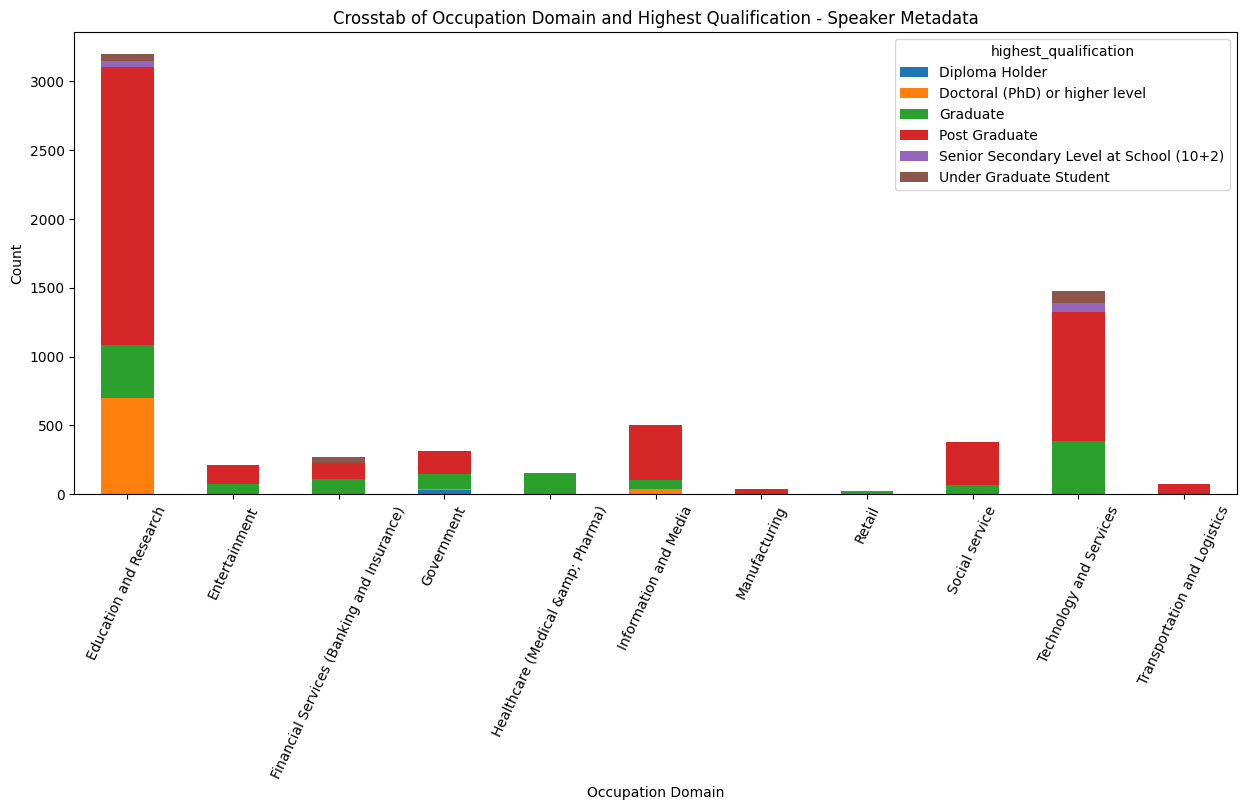 Crosstab of Occupation Domain and Highest Qualification - Speaker Metadata
highest_qualification
Diploma Holder
Doctoral (PhD) or higher level
Graduate
Post Graduate
Senior Secondary Level at School (10+2)
Under Graduate Student
Count
3000
2500
2000
1500
1000
500
0
Education and Research
Entertainment
Financial Services (Banking and Insurance)
Government
Healthcare (Medical &amp; Pharma)
Information and Media
Manufacturing
Retail
Social service
Technology and Services
Transportation and Logistics
Occupation Domain